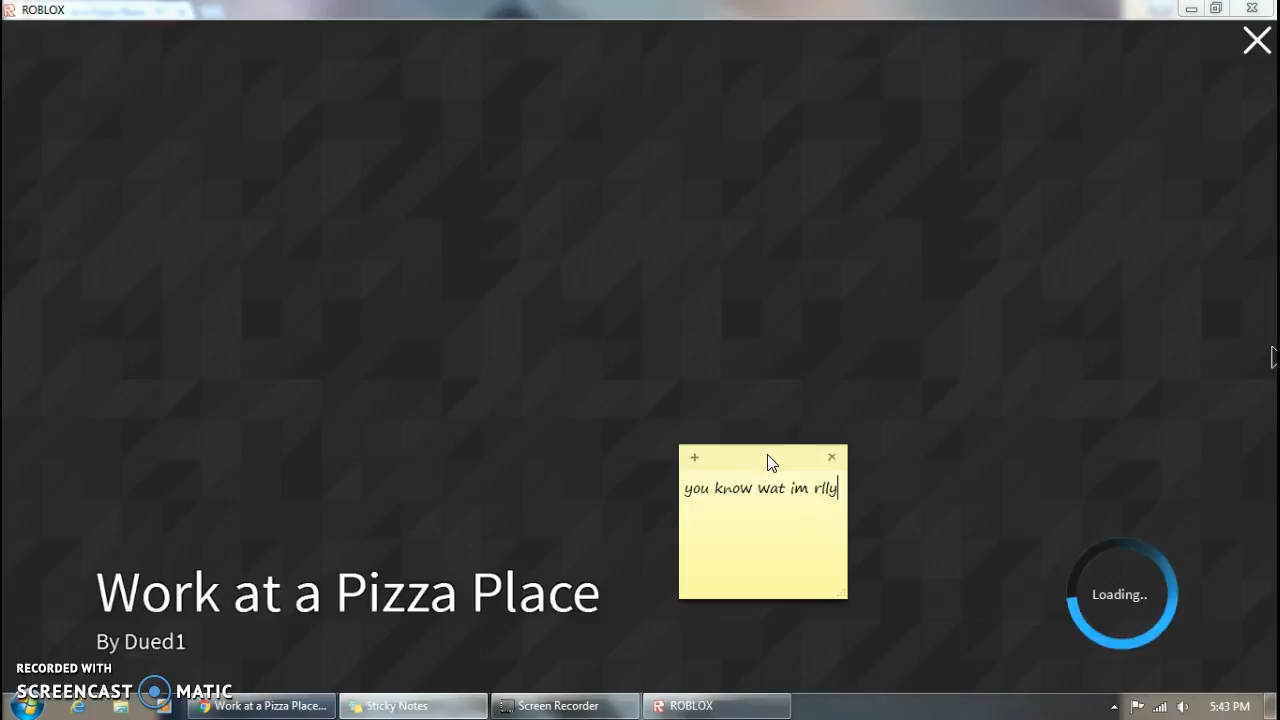 ROBLOX
you know wat im rlly
Work at a Pizza Place
By Dued1
Loading..
RECORDED WITH
SCREENCAST MATIC
Work at a Pizza Place...
Sticky Notes
Screen Recorder
ROBLOX
5:43 PM